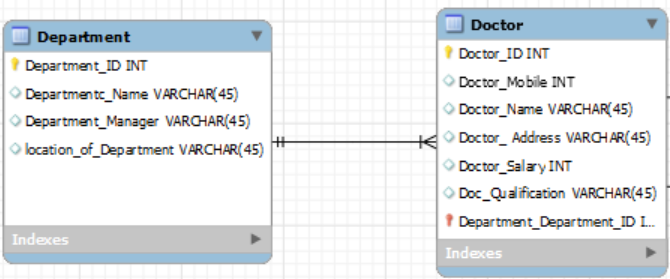 Department
Department_ID INT
Departmentc_Name VARCHAR(45)
Department_Manager VARCHAR(45)
location_of_Department VARCHAR(45)
Indexes
Doctor
Doctor_ID INT
Doctor_Mobile INT
Doctor_Name VARCHAR(45)
Doctor_ Address VARCHAR(45)
Doctor_Salary INT
Doc_Qualification VARCHAR(45)
Department_Department_ID I...
Indexes